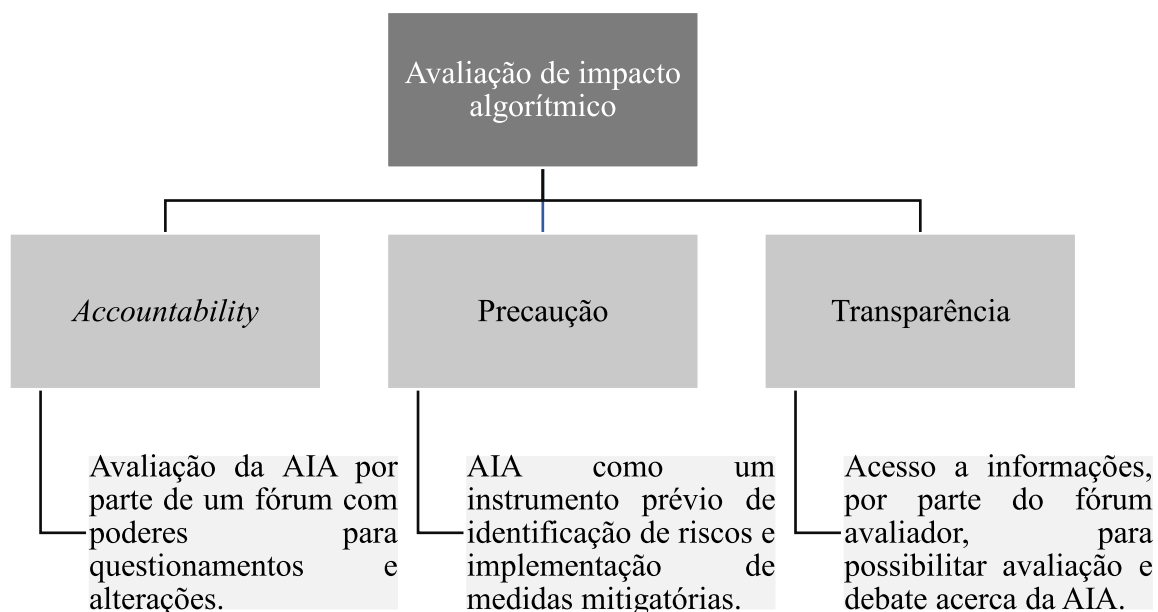 Avaliação de impacto
algorítmico
Accountability
Precaução
Transparência
Avaliação da AIA por
parte de um fórum com
poderes para
questionamentos e
alterações.
AIA como um
instrumento prévio de
identificação de riscos e
implementação de
medidas mitigatórias.
Acesso a informações,
por parte do fórum
avaliador, para
possibilitar avaliação e
debate acerca da AIA.